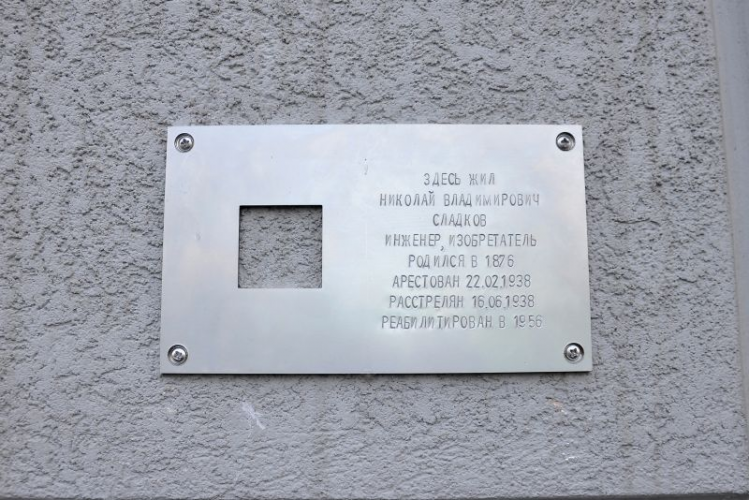 ЗДЕСЬ ЖИЛ
НИКОЛАЙ ВЛАДИМИРОВИЧ
СЛАДКОВ
ИНЖЕНЕР, ИЗОБРЕТАТЕЛЬ
РОДИЛСЯ В 1876
АРЕСТОВАН 22.02.1938
РАССТРЕЛЯН 16.06.1938
РЕАБИЛИТИРОВАН В 1956